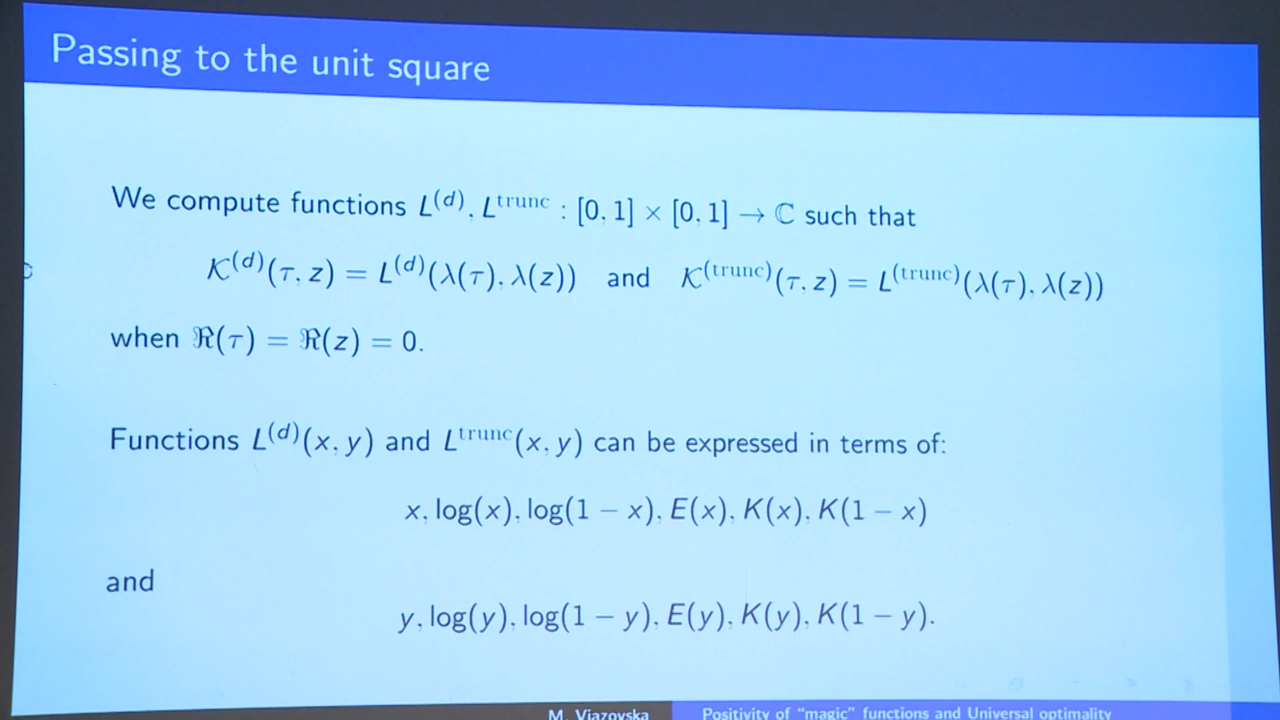 Passing to the unit square
We compute functions L^(d), L^trunc : [0, 1] × [0, 1] → ℂ such that
𝒦^(d)(τ, z) = L^(d)(λ(τ), λ(z)) and 𝒦^(trunc)(τ, z) = L^(trunc)(λ(τ), λ(z))
when ℜ(τ) = ℜ(z) = 0.
Functions L^(d)(x, y) and L^trunc(x, y) can be expressed in terms of:
x, log(x), log(1 − x), E(x), K(x), K(1 − x)
and
y, log(y), log(1 − y), E(y), K(y), K(1 − y).
M. Viazovska Positivity of “magic” functions and Universal optimality